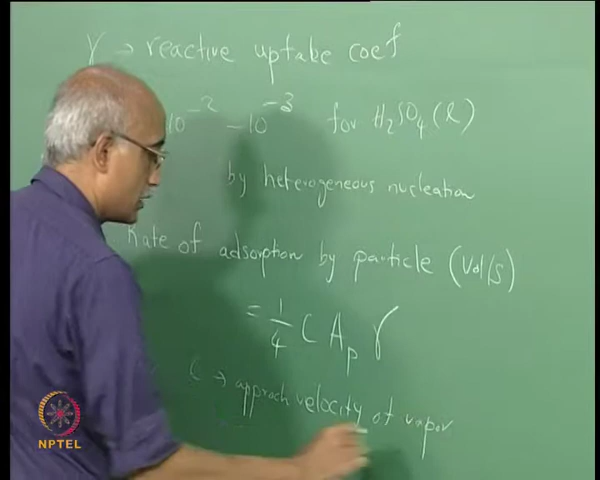 γ → reactive uptake coef
10⁻² – 10⁻³ for H₂SO₄(l)
by heterogeneous nucleation
Rate of adsorption by particle (Vol/s)
= 1/4 C Aₚ γ
C → approch velocity of vapor
NPTEL